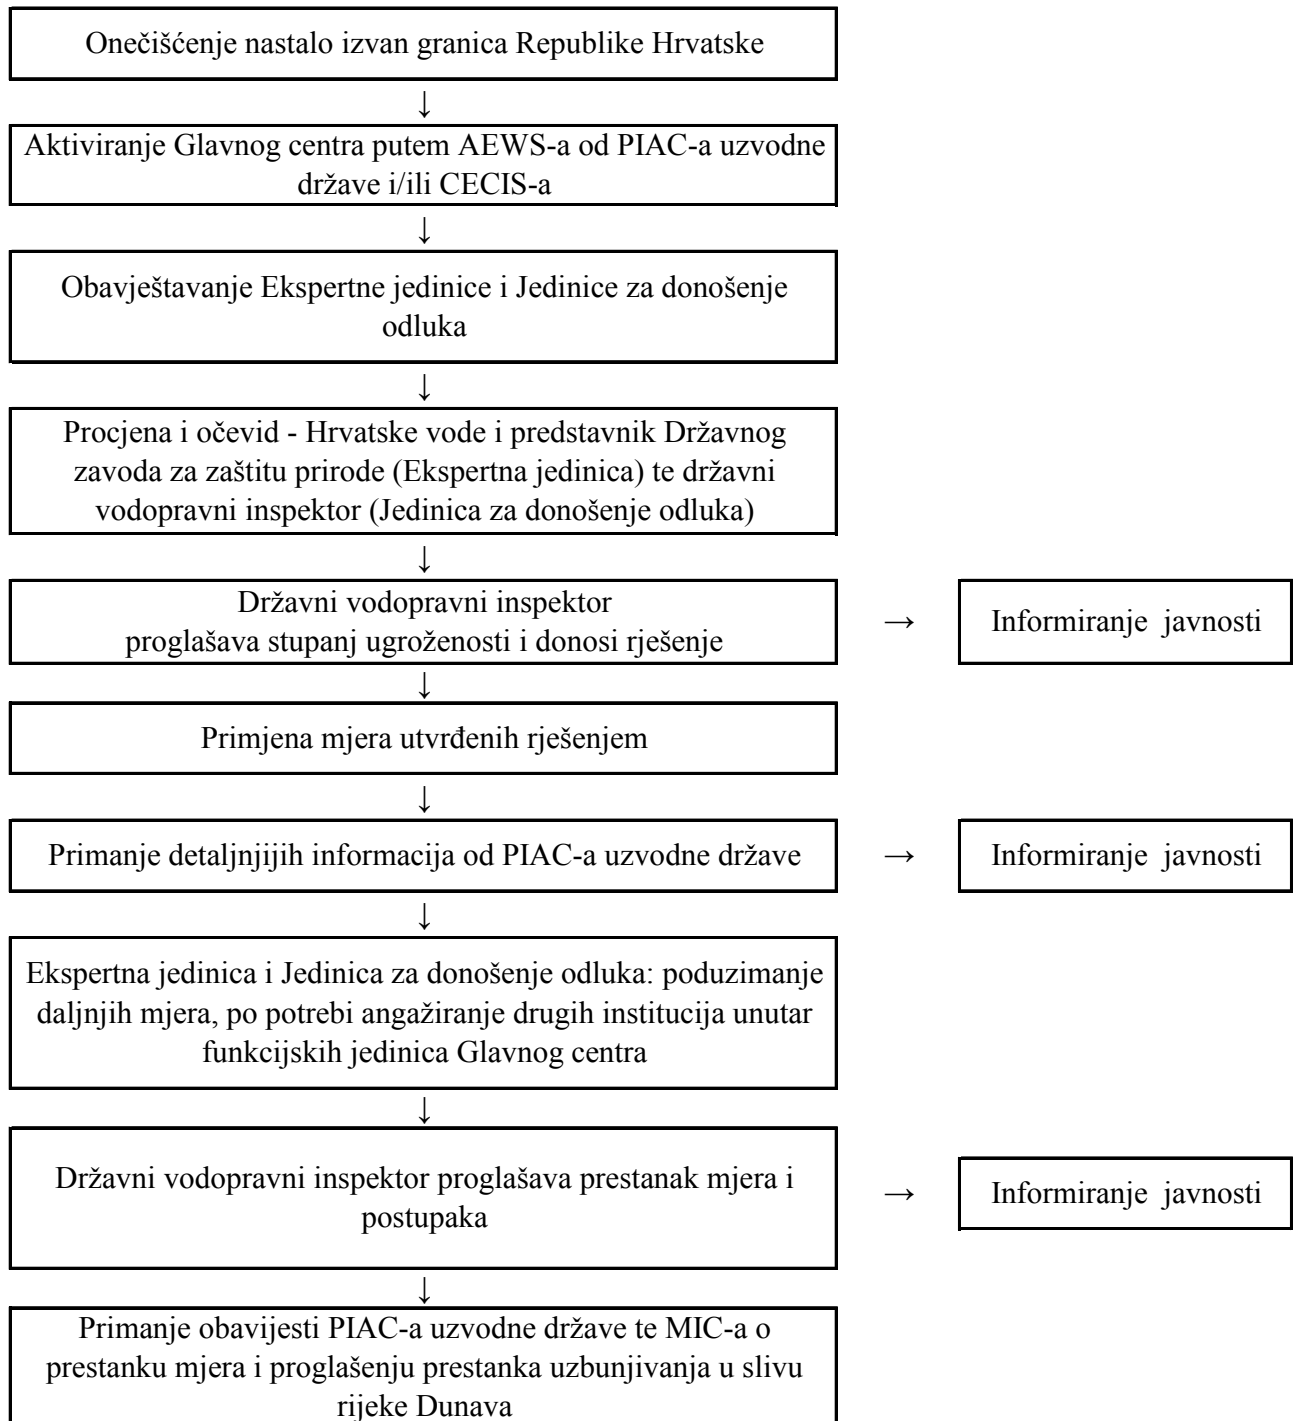 Onečišćenje nastalo izvan granica Republike Hrvatske
↓
Aktiviranje Glavnog centra putem AEWS-a od PIAC-a uzvodne
države i/ili CECIS-a
↓
Obavještavanje Ekspertne jedinice i Jedinice za donošenje
odluka
↓
Procjena i očevid - Hrvatske vode i predstavnik Državnog
zavoda za zaštitu prirode (Ekspertna jedinica) te državni
vodopravni inspektor (Jedinica za donošenje odluka)
↓
Državni vodopravni inspektor
proglašava stupanj ugroženosti i donosi rješenje
→ Informiranje javnosti
↓
Primjena mjera utvrđenih rješenjem
↓
Primanje detaljnjijih informacija od PIAC-a uzvodne države → Informiranje javnosti
↓
Ekspertna jedinica i Jedinica za donošenje odluka: poduzimanje
daljnjih mjera, po potrebi angažiranje drugih institucija unutar
funkcijskih jedinica Glavnog centra
↓
Državni vodopravni inspektor proglašava prestanak mjera i
postupaka
→ Informiranje javnosti
↓
Primanje obavijesti PIAC-a uzvodne države te MIC-a o
prestanku mjera i proglašenju prestanka uzbunjivanja u slivu
rijeke Dunava